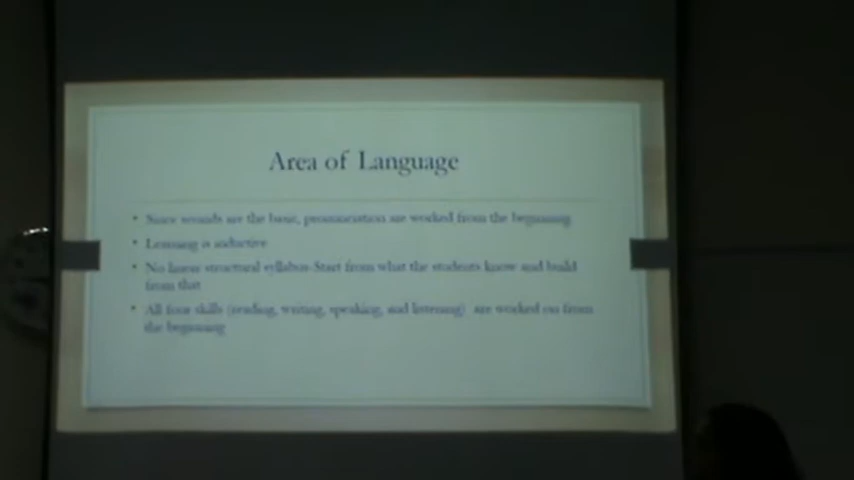 Area of Language
• Since sounds are the basic, pronunciation are worked from the beginning
• Learning is inductive
• No linear structural syllabus-Start from what the students know and build
from that
• All four skills (reading, writing, speaking, and listening) are worked on from
the beginning